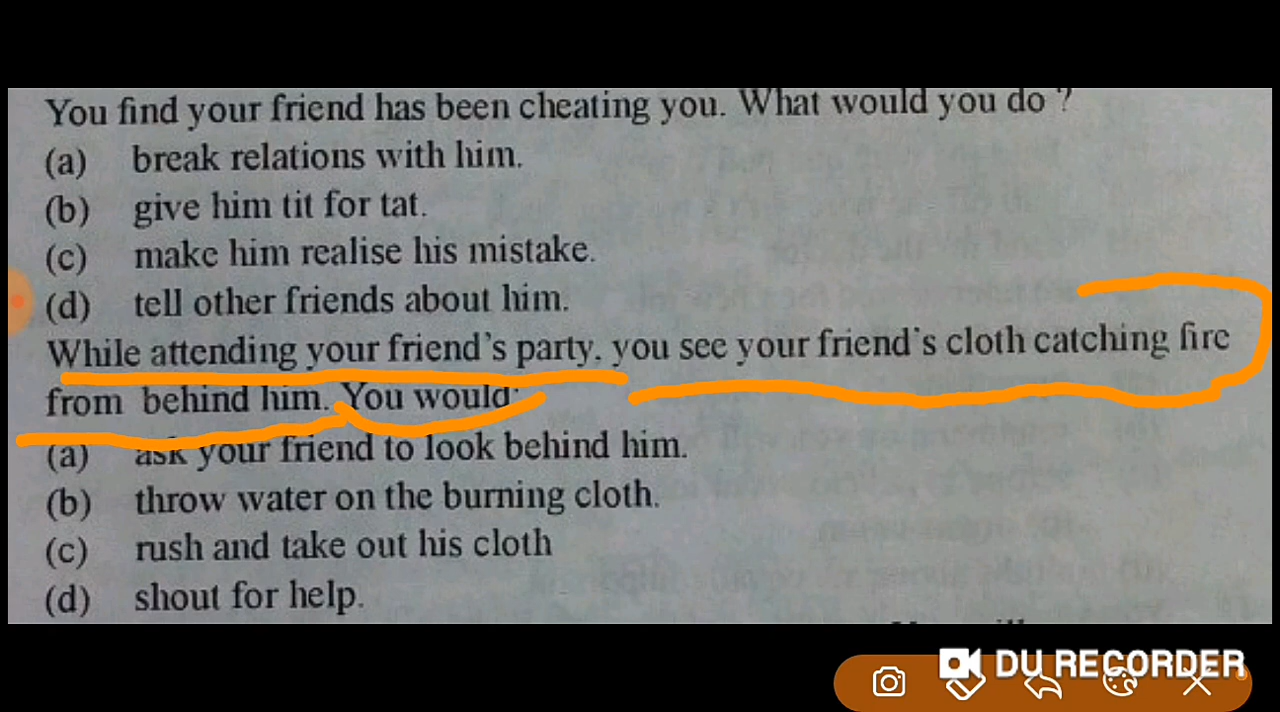 You find your friend has been cheating you. What would you do ?
(a) break relations with him.
(b) give him tit for tat.
(c) make him realise his mistake.
(d) tell other friends about him.
While attending your friend's party, you see your friend's cloth catching fire
from behind him. You would:
(a) ask your friend to look behind him.
(b) throw water on the burning cloth.
(c) rush and take out his cloth
(d) shout for help.
DU RECORDER